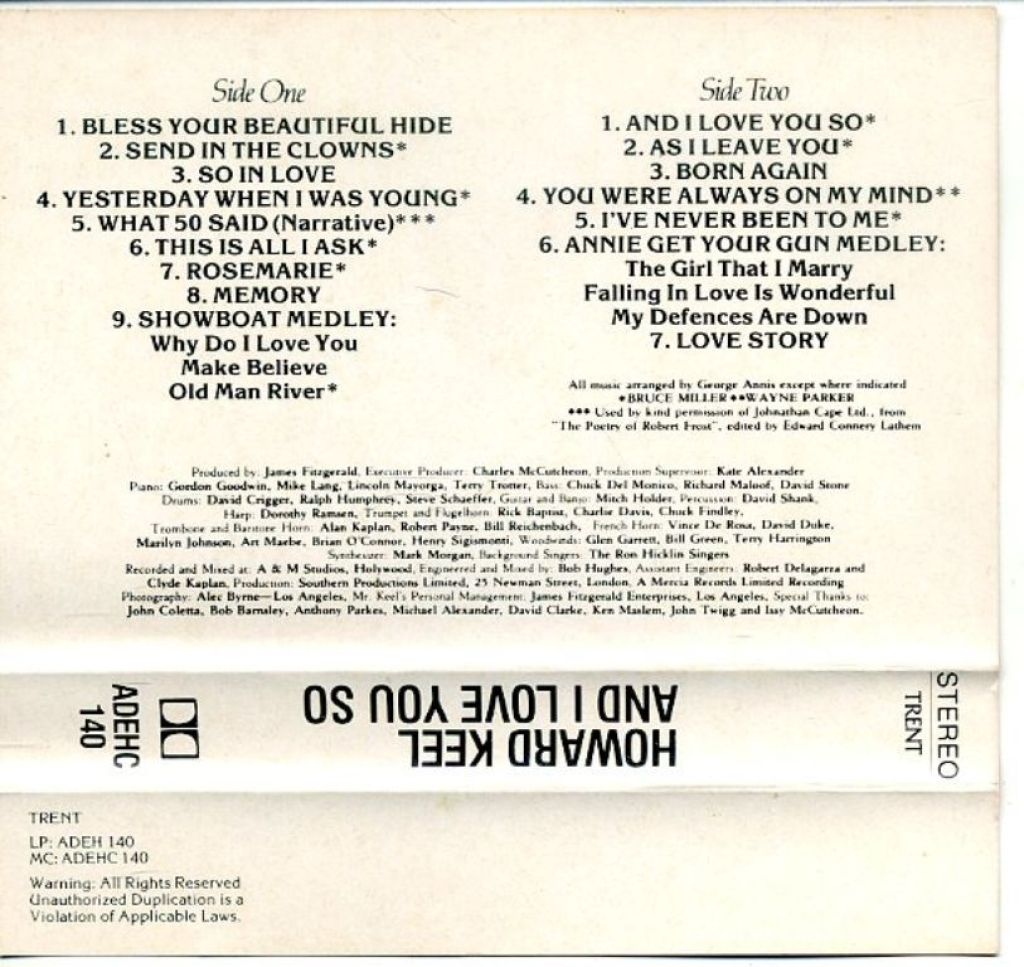 Side One
1. BLESS YOUR BEAUTIFUL HIDE
2. SEND IN THE CLOWNS*
3. SO IN LOVE
4. YESTERDAY WHEN I WAS YOUNG*
5. WHAT 50 SAID (Narrative)***
6. THIS IS ALL I ASK*
7. ROSEMARIE*
8. MEMORY
9. SHOWBOAT MEDLEY:
Why Do I Love You
Make Believe
Old Man River*
Side Two
1. AND I LOVE YOU SO*
2. AS I LEAVE YOU*
3. BORN AGAIN
4. YOU WERE ALWAYS ON MY MIND**
5. I'VE NEVER BEEN TO ME*
6. ANNIE GET YOUR GUN MEDLEY:
The Girl That I Marry
Falling In Love Is Wonderful
My Defences Are Down
7. LOVE STORY
All music arranged by George Annis except where indicated
*BRUCE MILLER **WAYNE PARKER
*** Used by kind permission of Johnathan Cape Ltd., from
"The Poetry of Robert Frost", edited by Edward Connery Lathem
Produced by: James Fitzgerald, Executive Producer: Charles McCutcheon, Production Supervisor: Kate Alexander
Piano: Gordon Goodwin, Mike Lang, Lincoln Mayorga, Terry Trotter, Bass: Chuck Del Monico, Richard Maloof, David Stone
Drums: David Crigger, Ralph Humphrey, Steve Schaeffer, Guitar and Banjo: Mitch Holder, Percussion: David Shank,
Harp: Dorothy Ramsen, Trumpet and Flugelhorn: Rick Baptist, Charlie Davis, Chuck Findley,
Trombone and Baritone Horn: Alan Kaplan, Robert Payne, Bill Reichenbach, French Horn: Vince De Rosa, David Duke,
Marilyn Johnson, Art Maebe, Brian O'Connor, Henry Sigismonti, Woodwinds: Glen Garrett, Bill Green, Terry Harrington
Synthesizer: Mark Morgan, Background Singers: The Ron Hicklin Singers
Recorded and Mixed at: A & M Studios, Holywood, Engineered and Mixed by: Bob Hughes, Assistant Engineers: Robert Delagarza and
Clyde Kaplan, Production: Southern Productions Limited, 25 Newman Street, London, A Mercia Records Limited Recording
Photography: Alec Byrne—Los Angeles, Mr. Keel's Personal Management: James Fitzgerald Enterprises, Los Angeles, Special Thanks to:
John Coletta, Bob Barnaley, Anthony Parkes, Michael Alexander, David Clarke, Ken Maslem, John Twigg and Issy McCutcheon.
STEREO
TRENT
HOWARD KEEL
AND I LOVE YOU SO
ADEHC
140
TRENT
LP: ADEH 140
MC: ADEHC 140
Warning: All Rights Reserved
Unauthorized Duplication is a
Violation of Applicable Laws.